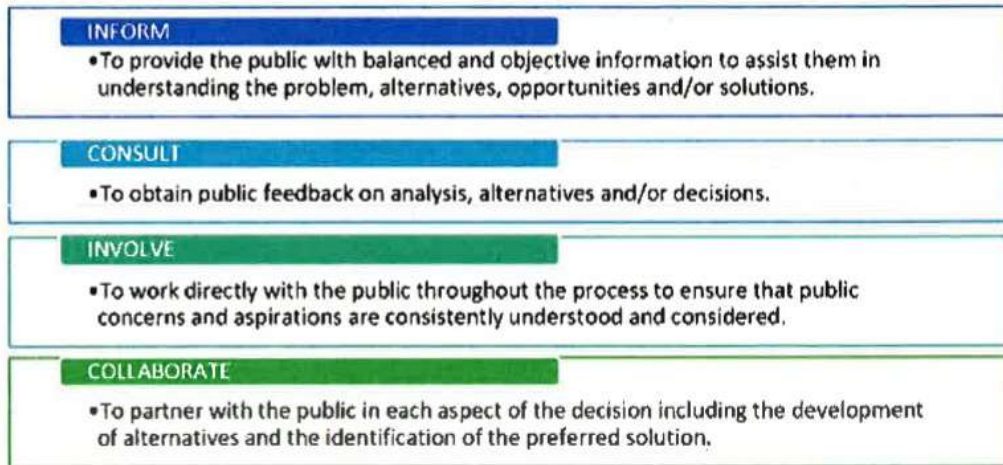 INFORM
•To provide the public with balanced and objective information to assist them in
understanding the problem, alternatives, opportunities and/or solutions.
CONSULT
•To obtain public feedback on analysis, alternatives and/or decisions.
INVOLVE
•To work directly with the public throughout the process to ensure that public
concerns and aspirations are consistently understood and considered.
COLLABORATE
•To partner with the public in each aspect of the decision including the development
of alternatives and the identification of the preferred solution.